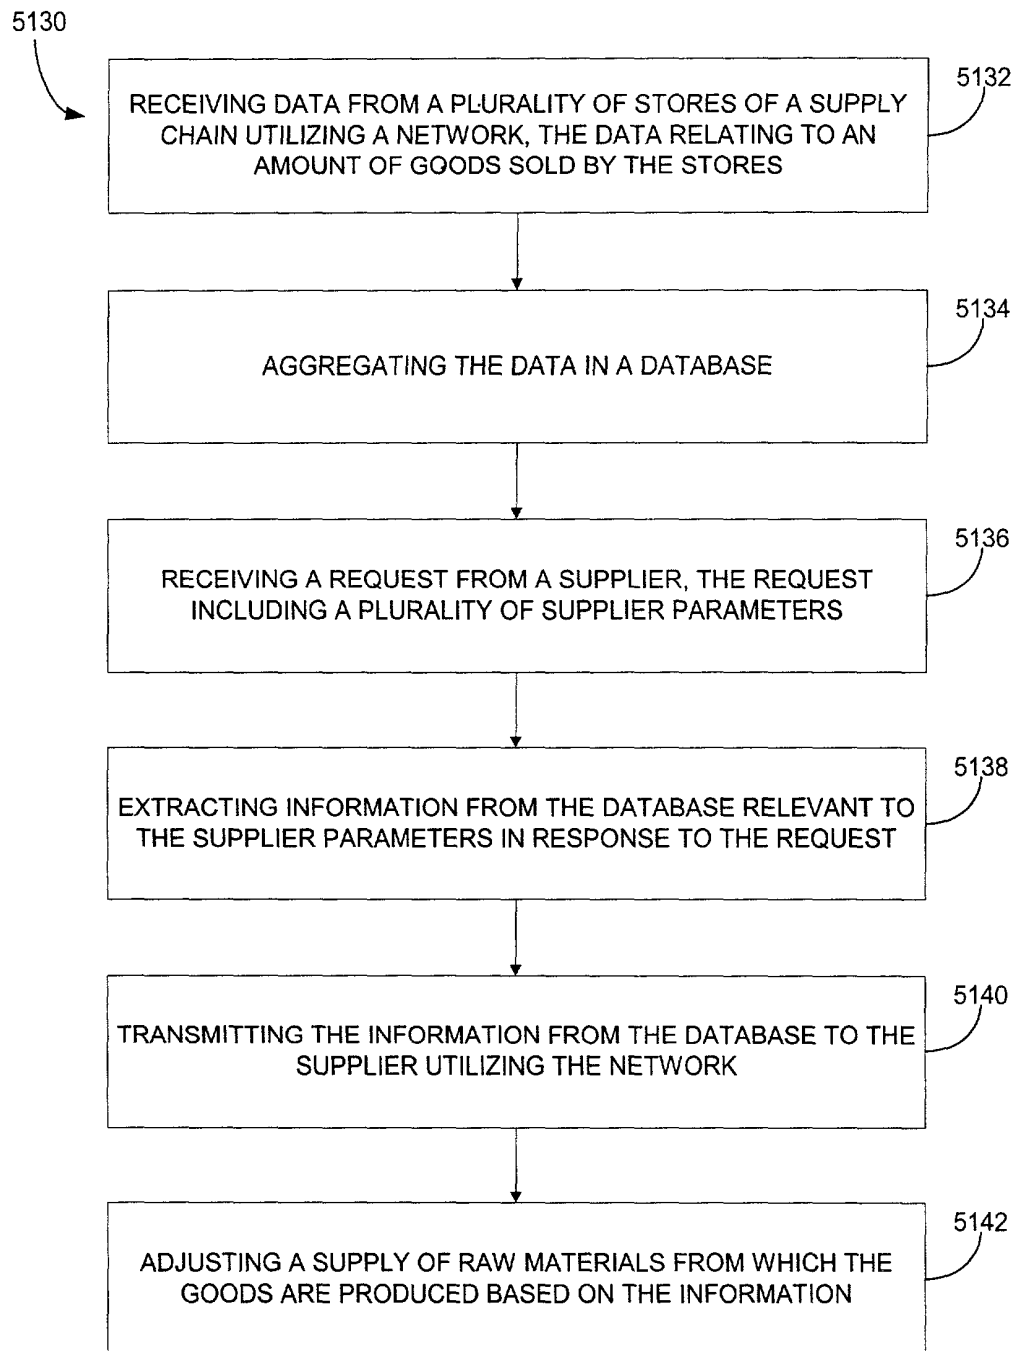 5130
5132
RECEIVING DATA FROM A PLURALITY OF STORES OF A SUPPLY
CHAIN UTILIZING A NETWORK, THE DATA RELATING TO AN
AMOUNT OF GOODS SOLD BY THE STORES
5134
AGGREGATING THE DATA IN A DATABASE
5136
RECEIVING A REQUEST FROM A SUPPLIER, THE REQUEST
INCLUDING A PLURALITY OF SUPPLIER PARAMETERS
5138
EXTRACTING INFORMATION FROM THE DATABASE RELEVANT TO
THE SUPPLIER PARAMETERS IN RESPONSE TO THE REQUEST
5140
TRANSMITTING THE INFORMATION FROM THE DATABASE TO THE
SUPPLIER UTILIZING THE NETWORK
5142
ADJUSTING A SUPPLY OF RAW MATERIALS FROM WHICH THE
GOODS ARE PRODUCED BASED ON THE INFORMATION